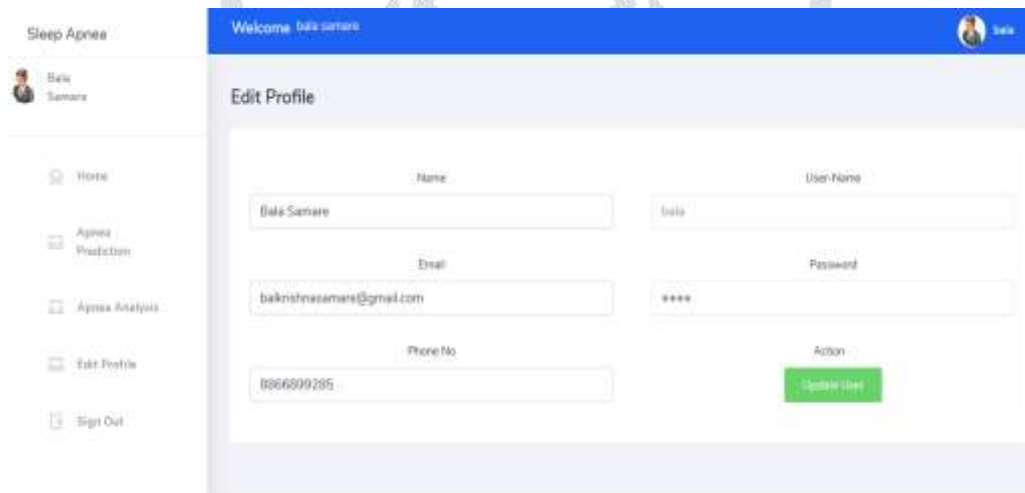 Sleep Apnea
Welcome bala samare
bala
Bala
Samare
Edit Profile
Home
Apnea
Prediction
Apnea Analysis
Edit Profile
Sign Out
Name
User-Name
Bala Samare
bala
Email
Password
balkrishnasamare@gmail.com
****
Phone No
Action
8866899285
Update User